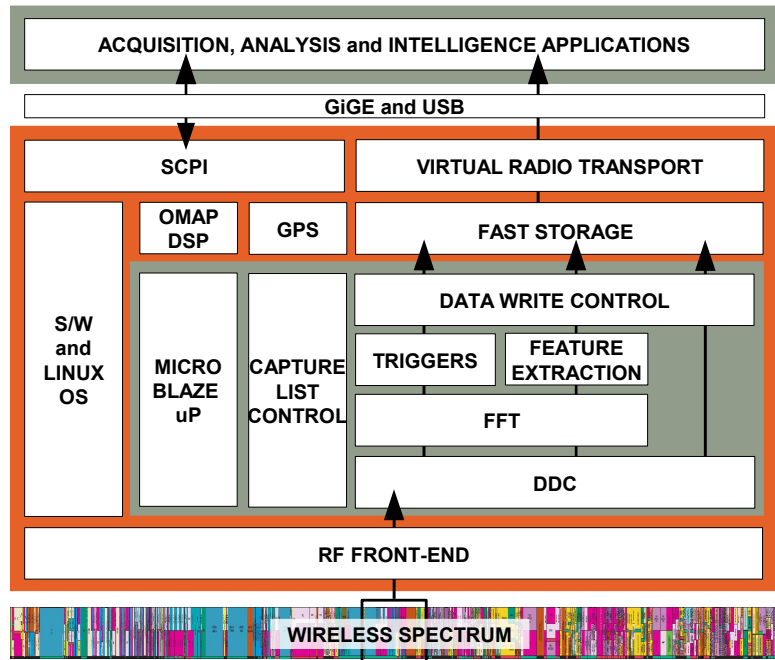 ACQUISITION, ANALYSIS and INTELLIGENCE APPLICATIONS
GiGE and USB
SCPI
VIRTUAL RADIO TRANSPORT
OMAP
DSP
GPS
FAST STORAGE
S/W
and
LINUX
OS
MICRO
BLAZE
uP
CAPTURE
LIST
CONTROL
DATA WRITE CONTROL
TRIGGERS
FEATURE
EXTRACTION
FFT
DDC
RF FRONT-END
WIRELESS SPECTRUM